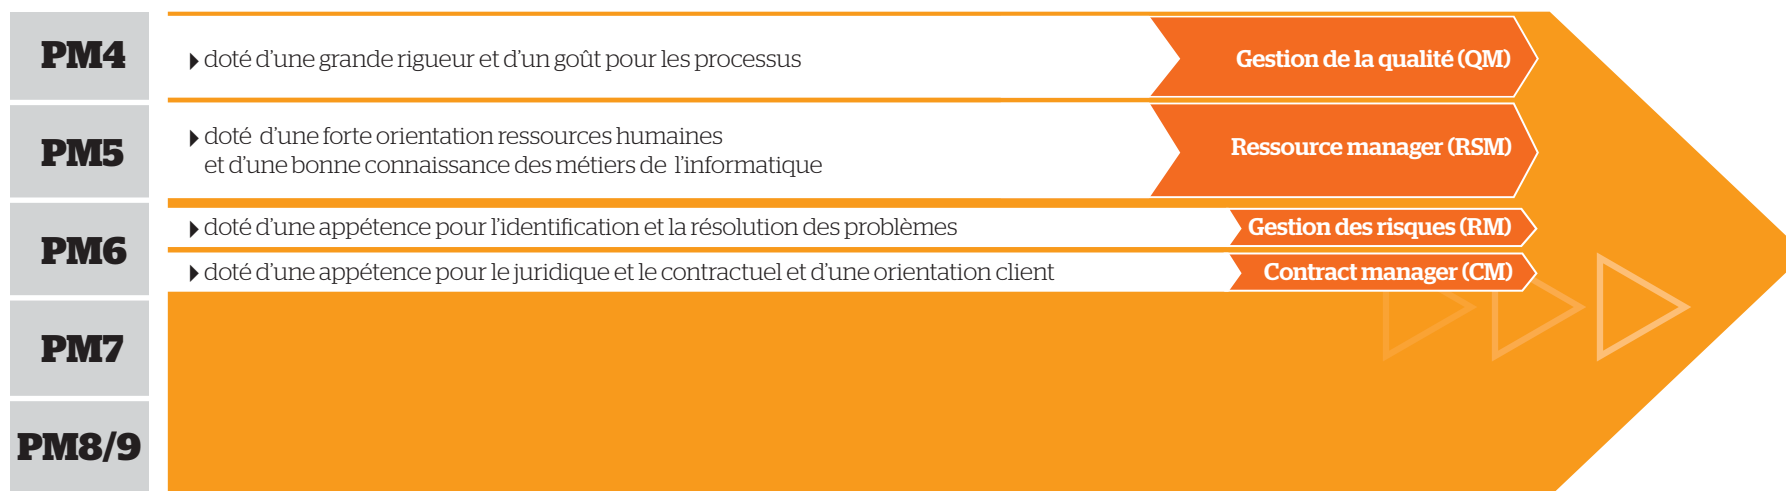 PM4
doté d'une grande rigueur et d'un goût pour les processus
Gestion de la qualité (QM)
PM5
doté d'une forte orientation ressources humaines
et d'une bonne connaissance des métiers de l'informatique
Ressource manager (RSM)
PM6
doté d'une appétence pour l'identification et la résolution des problèmes
Gestion des risques (RM)
doté d'une appétence pour le juridique et le contractuel et d'une orientation client
Contract manager (CM)
PM7
PM8/9